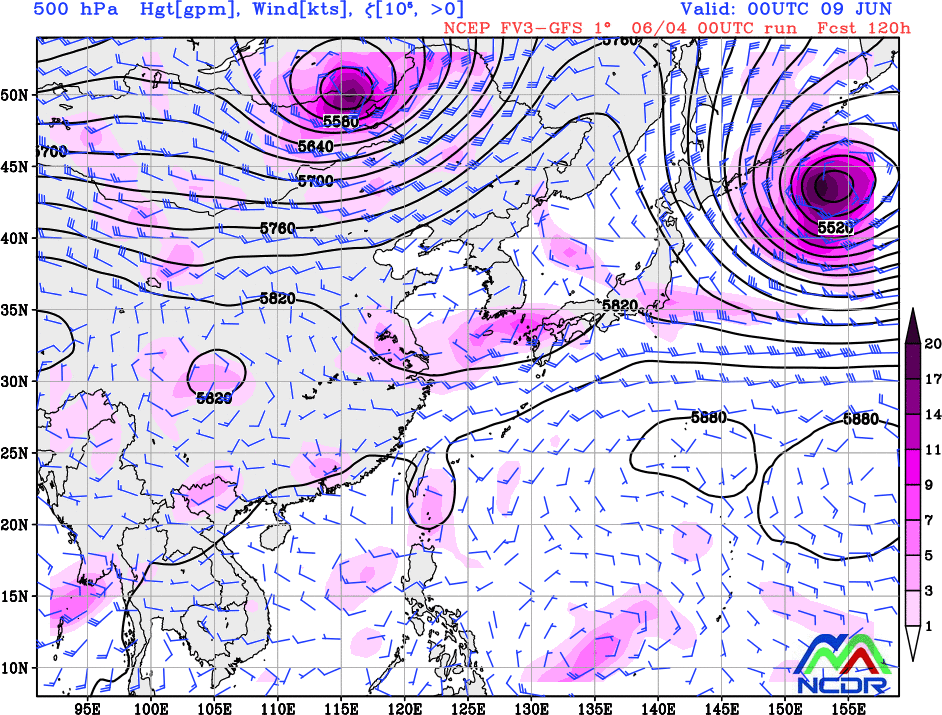 500 hPa Hgt[gpm], Wind[kts], ζ[10⁵, >0] Valid: 00UTC 09 JUN
NCEP FV3-GFS 1° 06/04 00UTC run Fcst 120h
5760
50N
5580
5640
5700
5700
45N
5760
5520
40N
5820
5820
35N
30N
5820
5880
5880
25N
20N
15N
10N
20
17
14
11
9
7
5
3
1
NCDR
95E 100E 105E 110E 115E 120E 125E 130E 135E 140E 145E 150E 155E